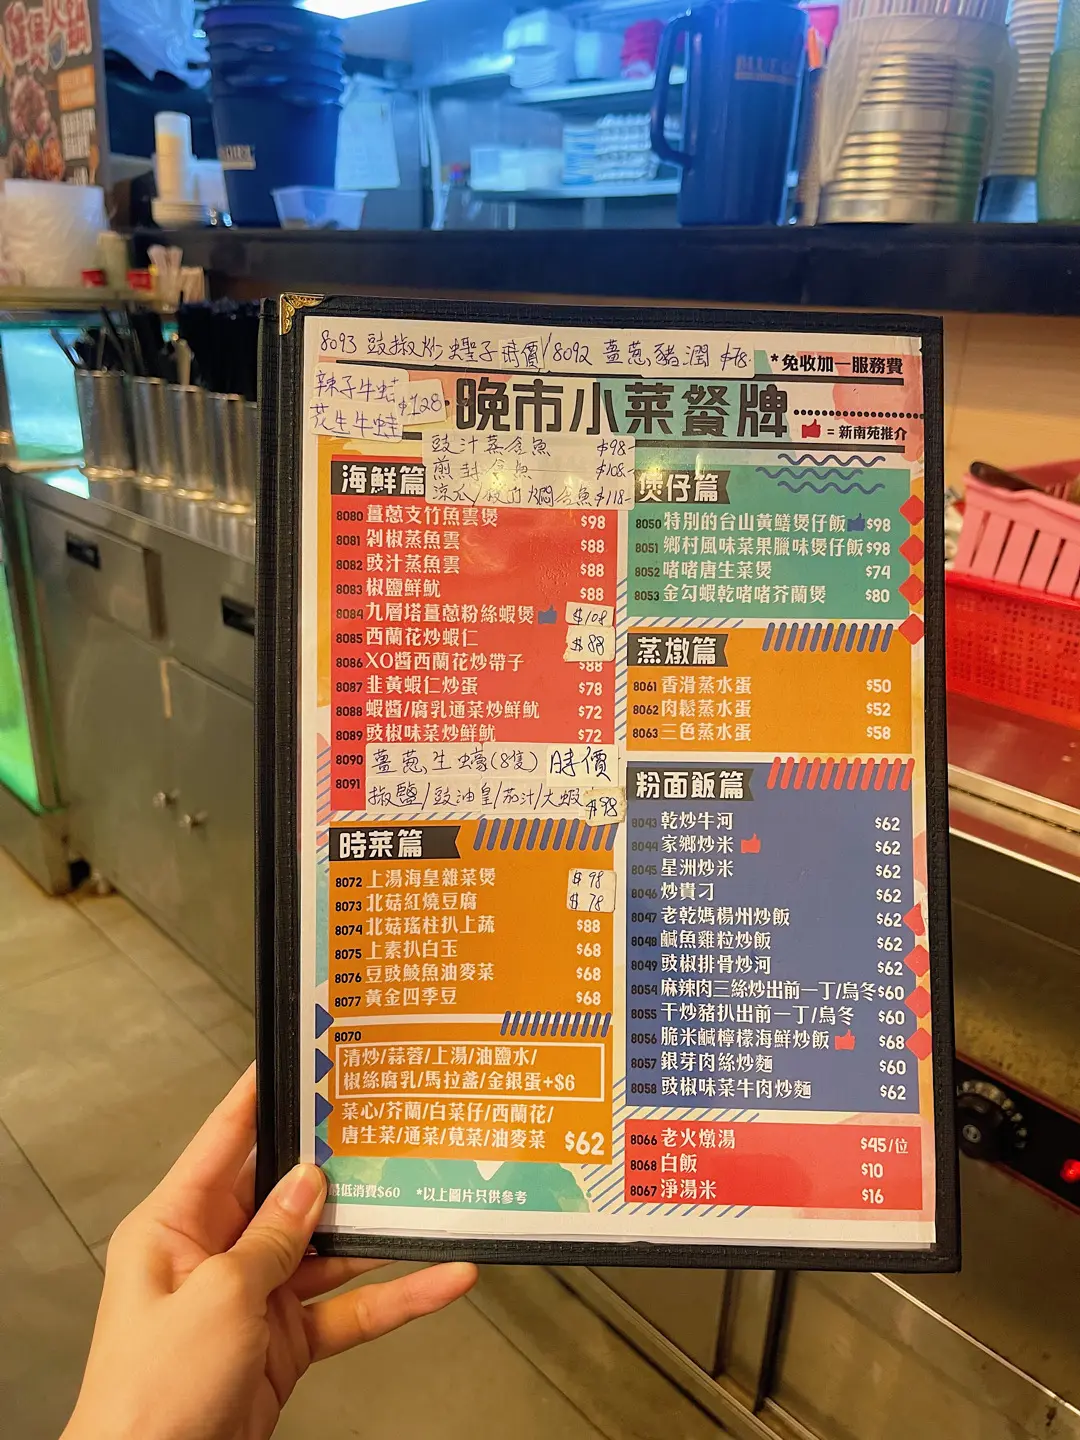 8093 豉椒炒蟶子 時價/8092 薑蔥豬潤 $78
*免收加一服務費
辣子牛蛙
花生牛蛙 $128
晚市小菜餐牌
= 新南苑推介
豉汁蒸倉魚 $98
煎封倉魚 $108
涼瓜/豉油火悶倉魚 $118
海鮮篇
8080 薑蔥支竹魚雲煲 $98
8081 剁椒蒸魚雲 $88
8082 豉汁蒸魚雲 $88
8083 椒鹽鮮魷 $88
8084 九層塔薑蔥粉絲蝦煲 $108
8085 西蘭花炒蝦仁 $88
8086 XO醬西蘭花炒帶子 $88
8087 韭黃蝦仁炒蛋 $78
8088 蝦醬/腐乳通菜炒鮮魷 $72
8089 豉椒味菜炒鮮魷 $72
8090 薑蔥生蠔(8隻) 時價
8091 椒鹽/豉油皇/茄汁/大蝦 $98
時菜篇
8072 上湯海皇雜菜煲 $98
8073 北菇紅燒豆腐 $78
8074 北菇瑤柱扒上蔬 $88
8075 上素扒白玉 $68
8076 豆豉鯪魚油麥菜 $68
8077 黃金四季豆 $68
8070
清炒/蒜蓉/上湯/油鹽水/
椒絲腐乳/馬拉盞/金銀蛋+$6
菜心/芥蘭/白菜仔/西蘭花/
唐生菜/通菜/莧菜/油麥菜 $62
最低消費$60 *以上圖片只供參考
煲仔篇
8050 特別的台山黃鱔煲仔飯 $98
8051 鄉村風味菜果臘味煲仔飯 $98
8052 啫啫唐生菜煲 $74
8053 金勾蝦乾啫啫芥蘭煲 $80
蒸燉篇
8061 香滑蒸水蛋 $50
8062 肉鬆蒸水蛋 $52
8063 三色蒸水蛋 $58
粉面飯篇
8043 乾炒牛河 $62
8044 家鄉炒米 $62
8045 星洲炒米 $62
8046 炒貴刁 $62
8047 老乾媽楊州炒飯 $62
8048 鹹魚雞粒炒飯 $62
8049 豉椒排骨炒河 $62
8054 麻辣肉三絲炒出前一丁/烏冬 $60
8055 干炒豬扒出前一丁/烏冬 $60
8056 脆米鹹檸檬海鮮炒飯 $68
8057 銀芽肉絲炒麵 $60
8058 豉椒味菜牛肉炒麵 $62
8066 老火燉湯 $45/位
8068 白飯 $10
8067 淨湯米 $16